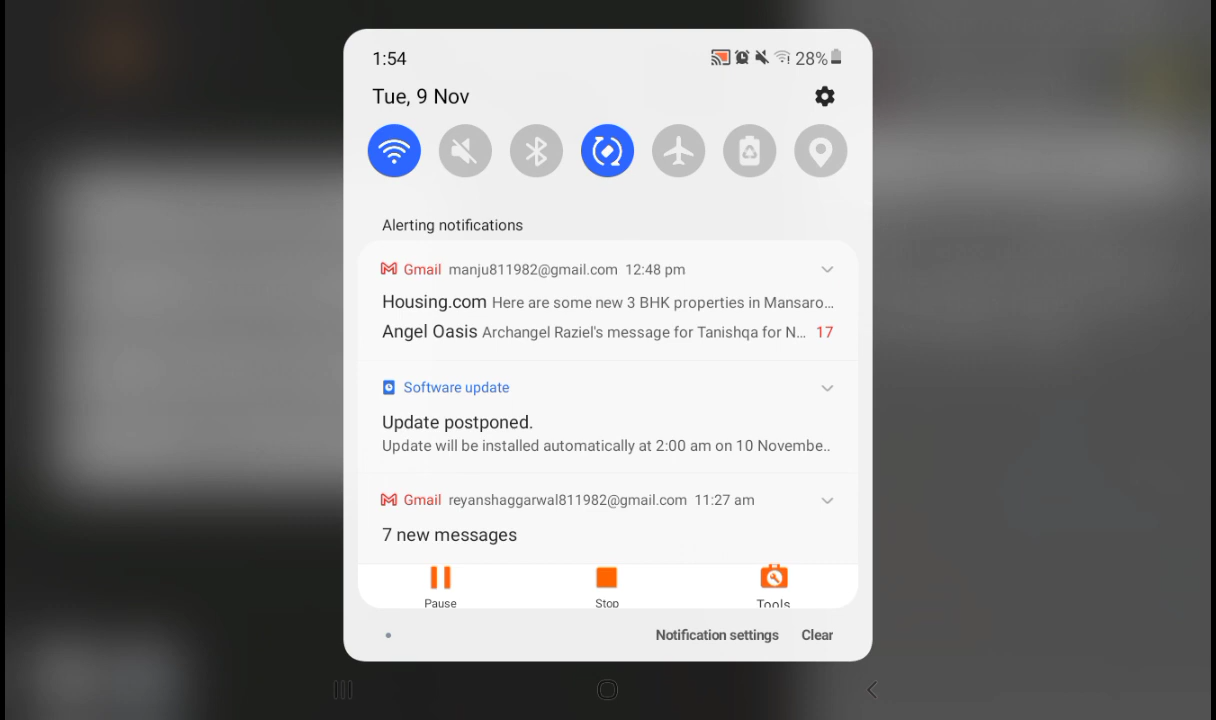 1:54
28%
Tue, 9 Nov
Alerting notifications
Gmail manju811982@gmail.com 12:48 pm
Housing.com Here are some new 3 BHK properties in Mansaro...
Angel Oasis Archangel Raziel's message for Tanishqa for N... 17
Software update
Update postponed.
Update will be installed automatically at 2:00 am on 10 Novembe..
Gmail reyanshaggarwal811982@gmail.com 11:27 am
7 new messages
Pause Stop Tools
Notification settings Clear